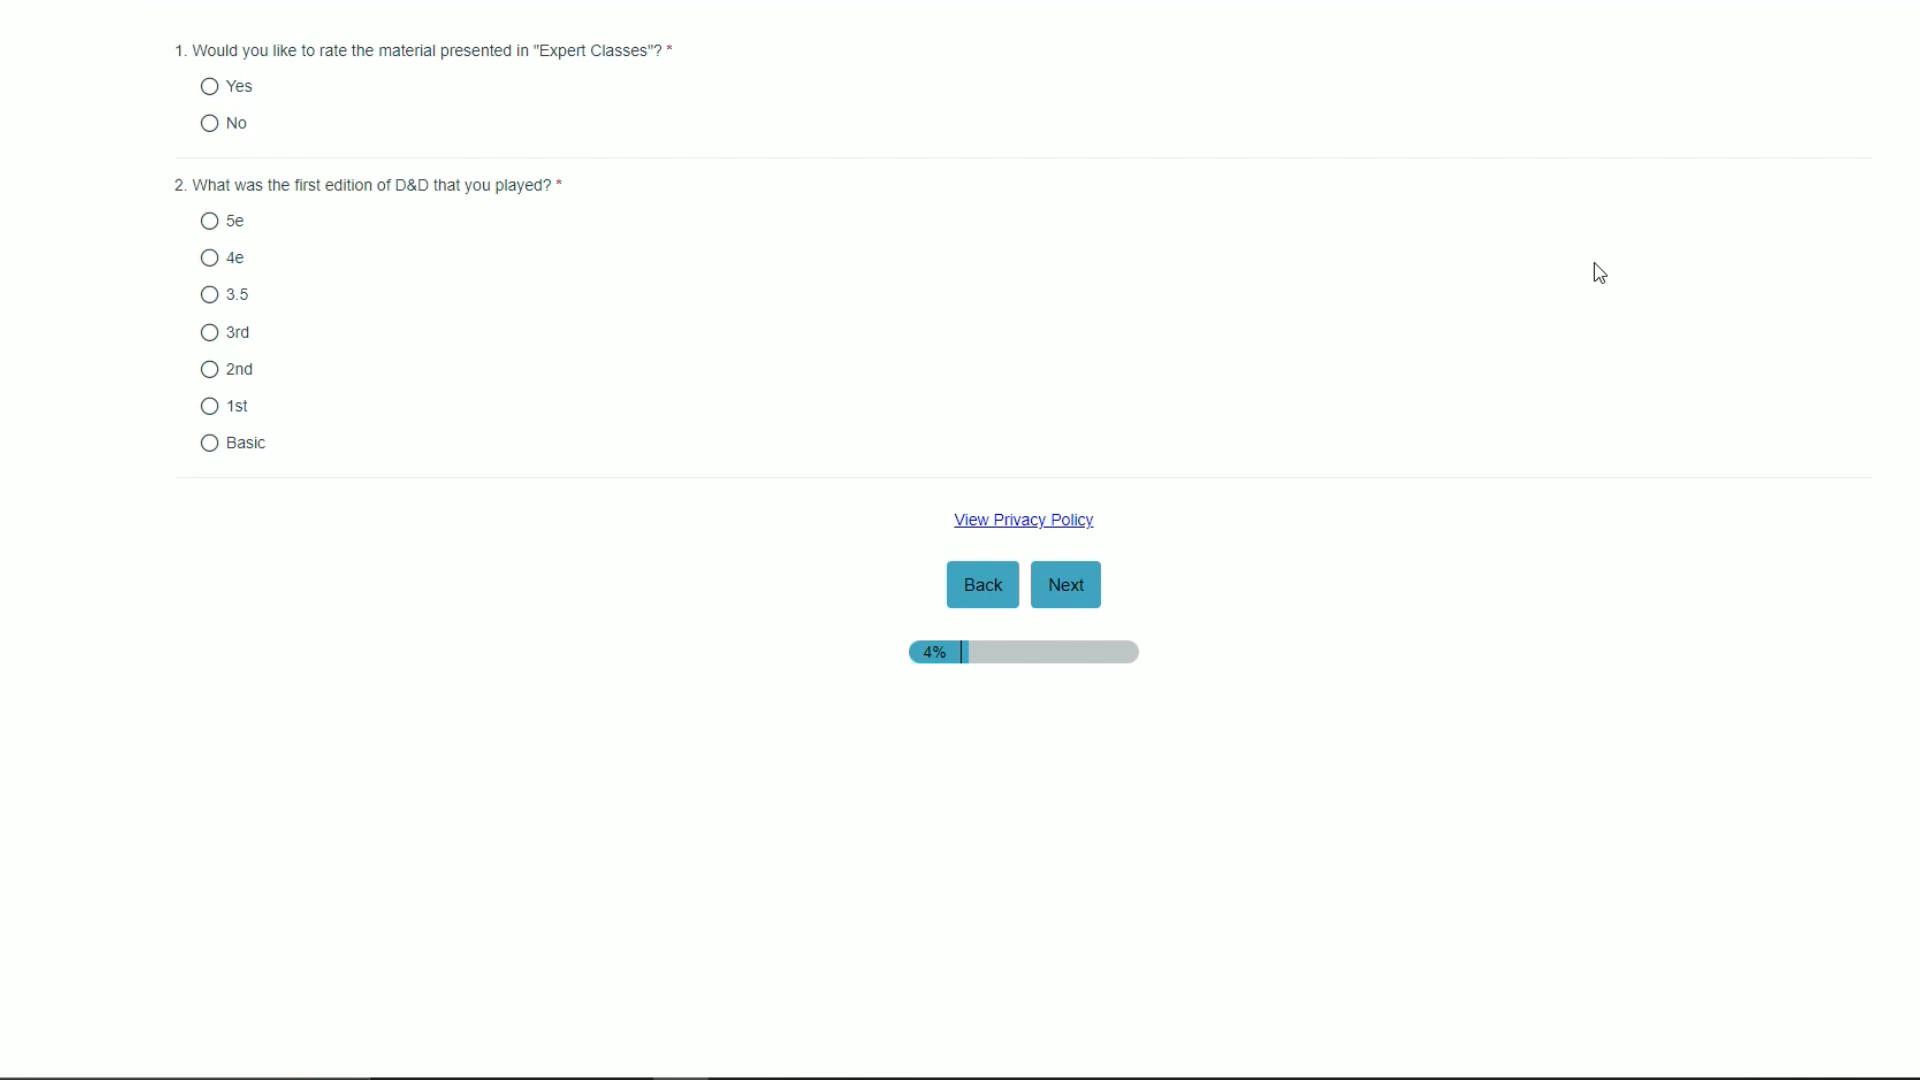 1. Would you like to rate the material presented in "Expert Classes"? *
Yes
No
2. What was the first edition of D&D that you played? *
5e
4e
3.5
3rd
2nd
1st
Basic
View Privacy Policy
Back Next
4%